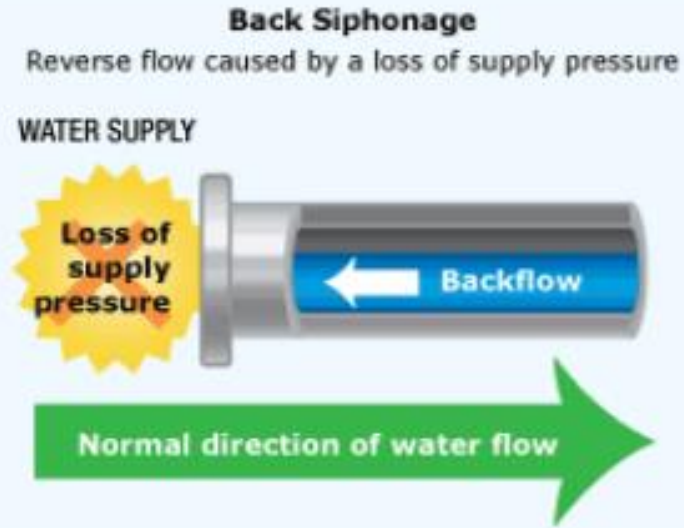 Back Siphonage
Reverse flow caused by a loss of supply pressure
WATER SUPPLY
Loss of
supply
pressure
Backflow
Normal direction of water flow